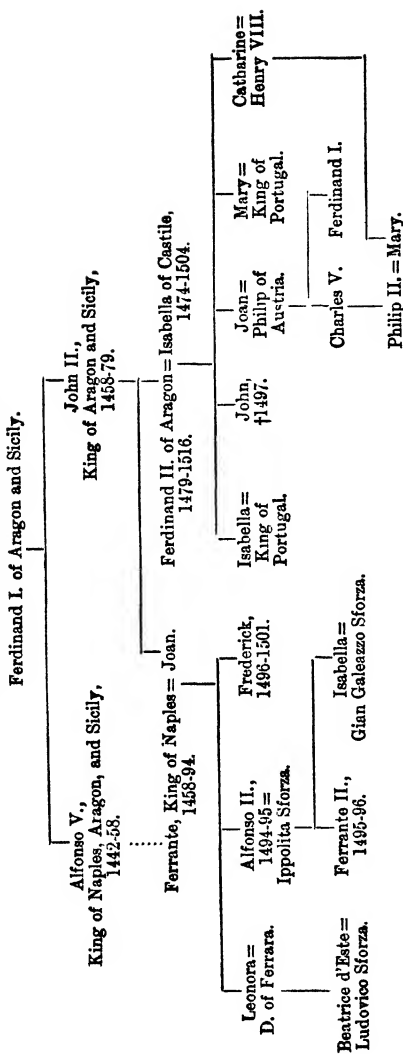 Ferdinand I. of Aragon and Sicily.
Alfonso V.,
King of Naples, Aragon, and Sicily,
1442-58.
John II.,
King of Aragon and Sicily,
1458-79.
Ferrante, King of Naples = Joan.
1458-94.
Ferdinand II. of Aragon = Isabella of Castile,
1479-1516. 1474-1504.
Leonora =
D. of Ferrara.
Alfonso II.,
1494-95 =
Ippolita Sforza.
Frederick,
1496-1501.
Isabella =
King of
Portugal.
John,
†1497.
Joan =
Philip of
Austria.
Mary =
King of
Portugal.
Catharine =
Henry VIII.
Beatrice d'Este =
Ludovico Sforza.
Ferrante II.,
1495-96.
Isabella =
Gian Galeazzo Sforza.
Charles V.
Ferdinand I.
Philip II. = Mary.